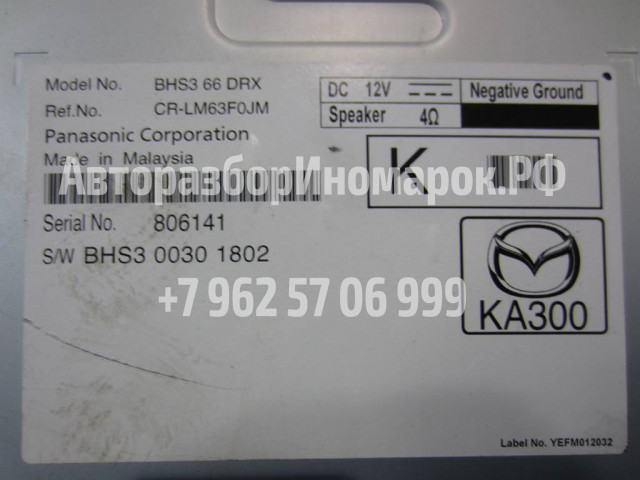 Model No. BHS3 66 DRX
Ref.No. CR-LM63F0JM
Panasonic Corporation
Made in Malaysia
DC 12V Negative Ground
Speaker 4Ω
K
АвторазборИномарок.РФ
Serial No. 806141
S/W BHS3 0030 1802
+7 962 57 06 999
KA300
Label No. YEFM012032